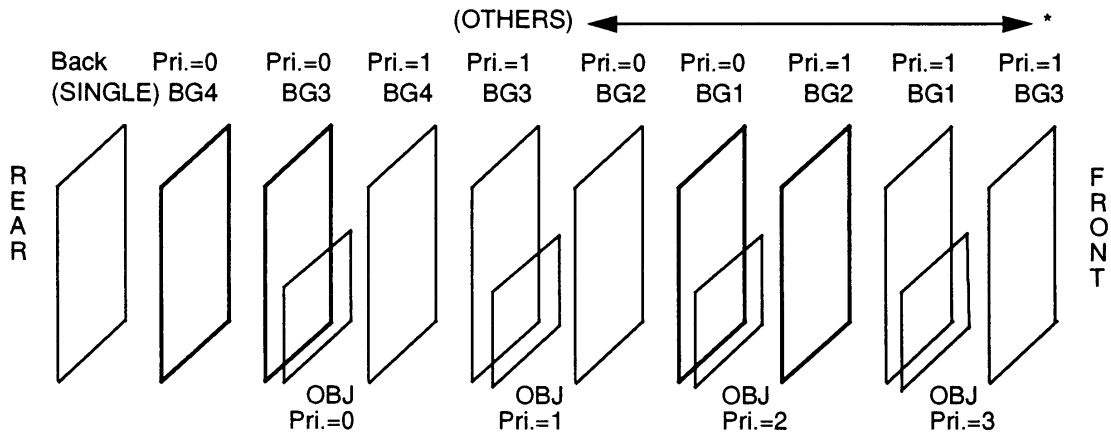 (OTHERS) *
Back Pri.=0 Pri.=0 Pri.=1 Pri.=1 Pri.=0 Pri.=0 Pri.=1 Pri.=1 Pri.=1
(SINGLE) BG4 BG3 BG4 BG3 BG2 BG1 BG2 BG1 BG3
REAR
FRONT
OBJ OBJ OBJ OBJ
Pri.=0 Pri.=1 Pri.=2 Pri.=3